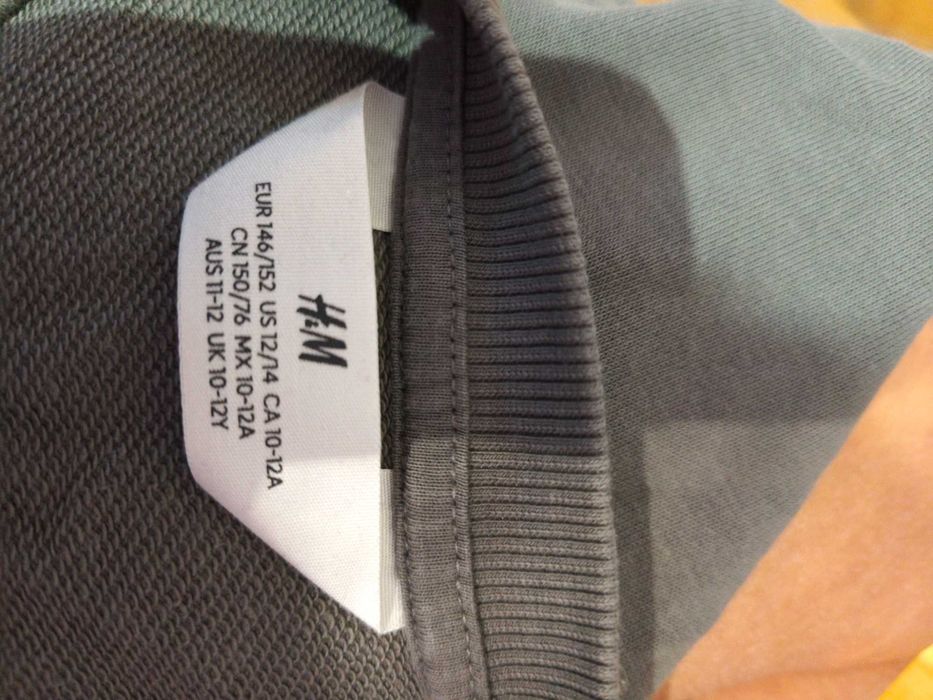 H&M
EUR 146/152 US 12/14 CA 10-12A
CN 150/76 MX 10-12A
AUS 11-12 UK 10-12Y